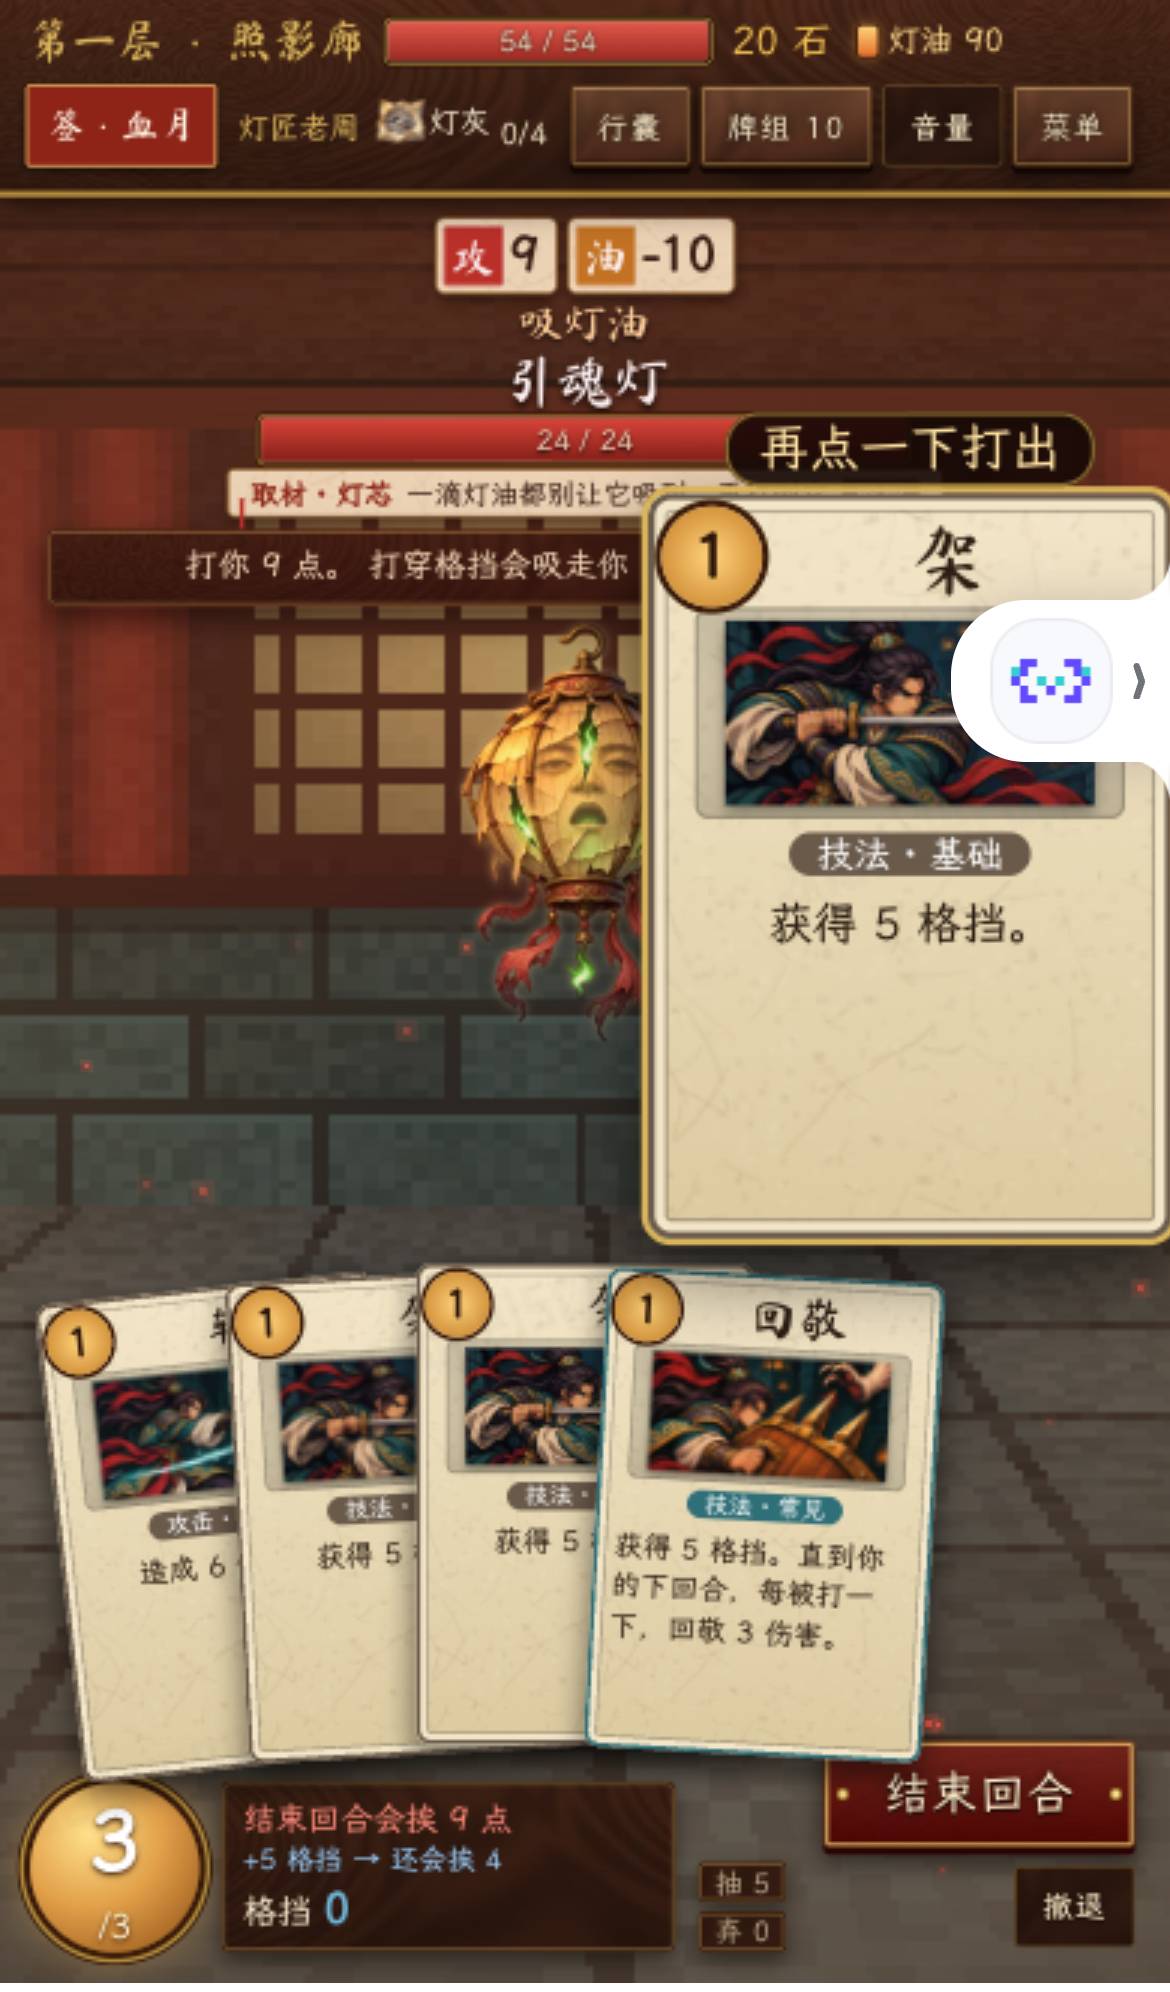 第一层 · 照影廊 54 / 54 20 石 灯油 90
签 · 血月 灯匠老周 灯灰 0/4 行囊 牌组 10 音量 菜单
攻 9 油 -10
吸灯油
引魂灯
24 / 24
再点一下打出
取材 · 灯芯 一滴灯油都别让它
打你 9 点。 打穿格挡会吸走你
1 架
技法 · 基础
获得 5 格挡。
1
攻击 ·
造成 6
1
技法 ·
获得 5
1
技法 ·
获得 5
1 回敬
技法 · 常见
获得 5 格挡。直到你
的下回合，每被打一
下，回敬 3 伤害。
结束回合
3
/3
结束回合会挨 9 点
+5 格挡 → 还会挨 4
格挡 0
抽 5
弃 0
撤退